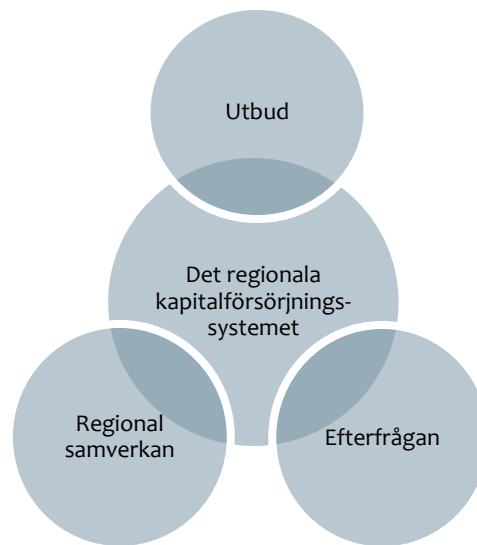 Utbud
Det regionala
kapitalförsörjnings-
systemet
Regional
samverkan
Efterfrågan